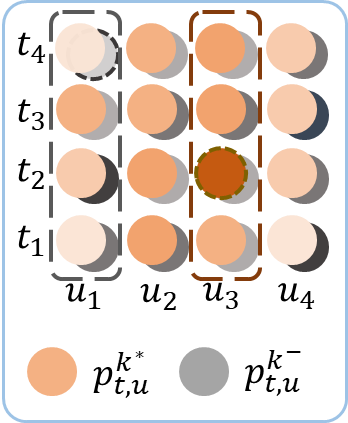 t₄
t₃
t₂
t₁
u₁ u₂ u₃ u₄
p_{t,u}^{k*} p_{t,u}^{k−}